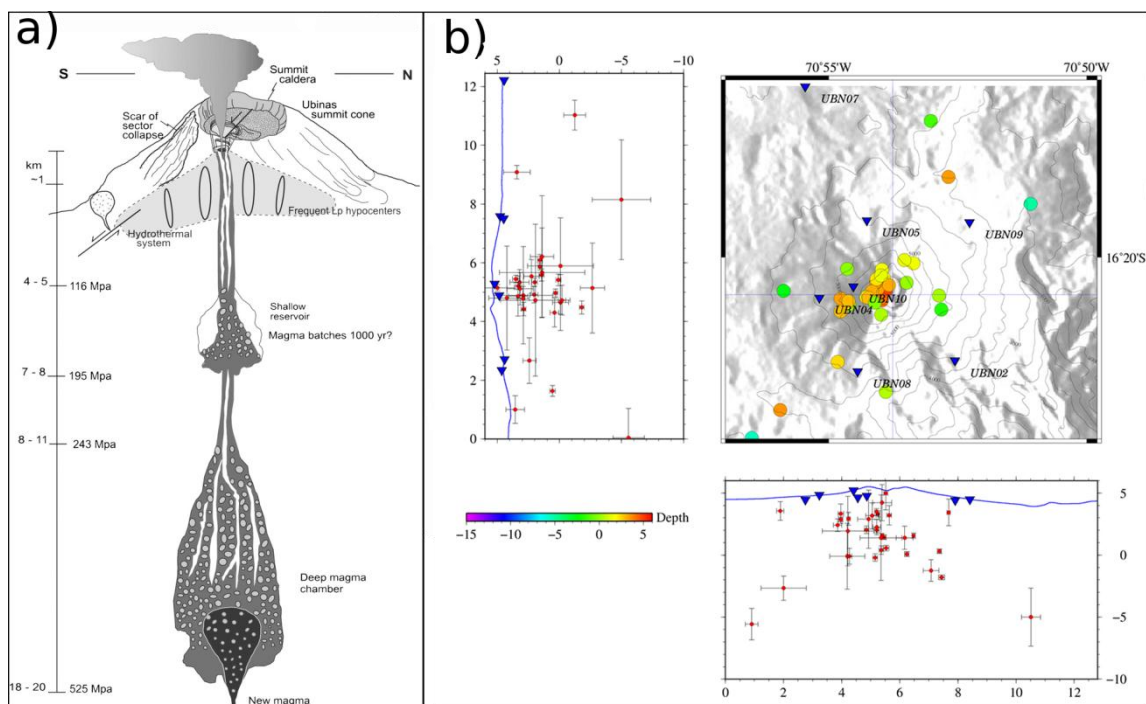 a)
S
N
Summit
caldera
Ubinas
summit cone
Scar of
sector
collapse
km
~1
Frequent Lp hypocenters
Hydrothermal
system
4 - 5
116 Mpa
Shallow
reservoir
Magma batches 1000 yr?
7 - 8
195 Mpa
8 - 11
243 Mpa
Deep magma
chamber
18 - 20
525 Mpa
New magma
b)
5 0 -5 -10
12
10
8
6
4
2
0
70°55'W
70°50'W
16°20'S
UBN07
UBN05
UBN09
UBN10
UBN04
UBN08
UBN02
Depth
-15 -10 -5 0 5
5
0
-5
-10
0 2 4 6 8 10